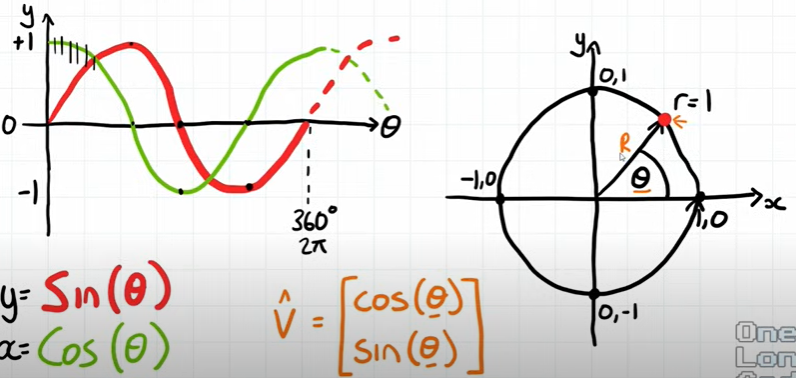 y
+1
0
-1
θ
360°
2π
y
0,1
r=1
R
θ
-1,0
1,0
x
0,-1
y= Sin(θ)
x= Cos(θ)
V̂ = [cos(θ)
sin(θ)]
One
Lon